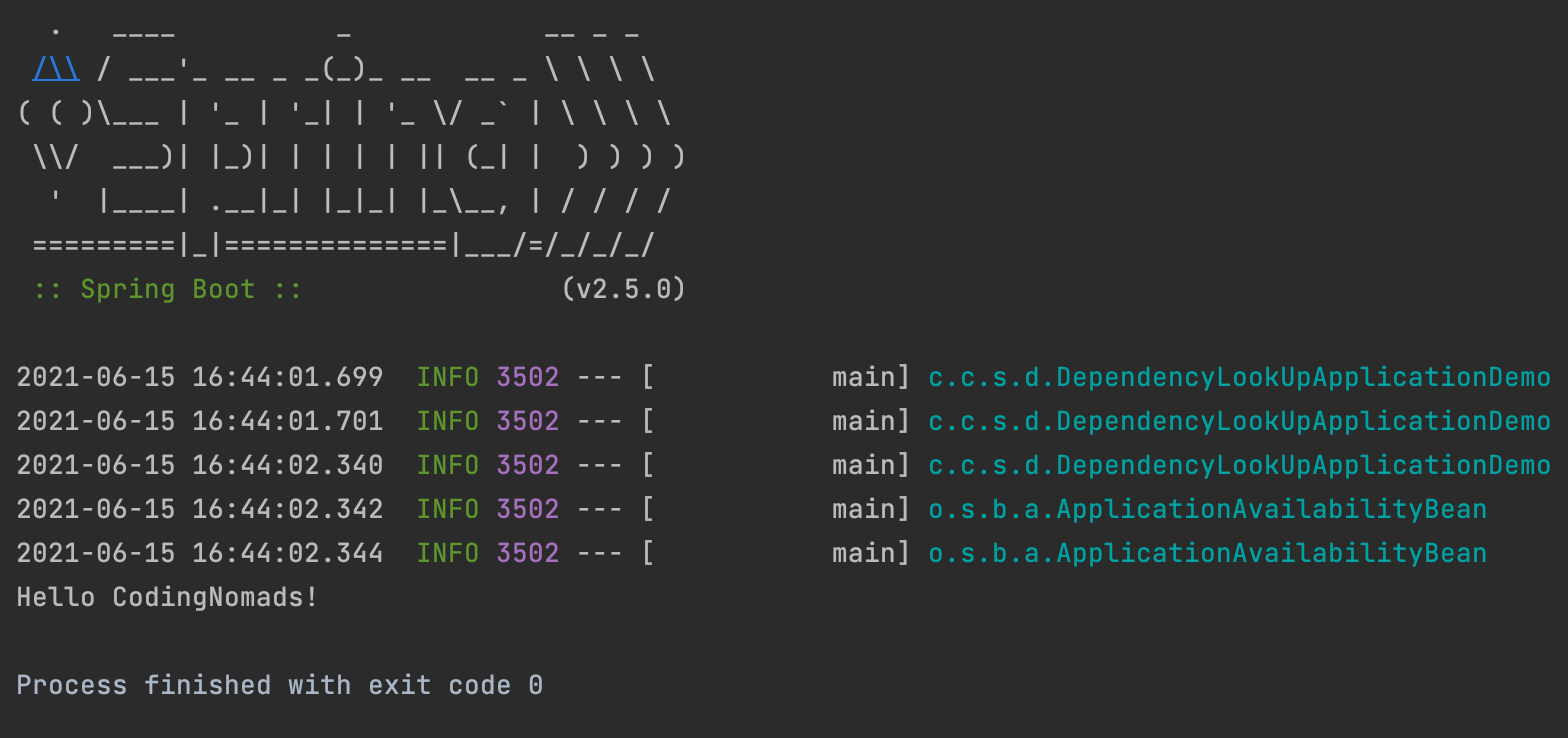 .   ____          _            __ _ _
 /\\ / ___'_ __ _ _(_)_ __  __ _ \ \ \ \
( ( )\___ | '_ | '_| | '_ \/ _` | \ \ \ \
 \\/  ___)| |_)| | | | | || (_| |  ) ) ) )
  '  |____| .__|_| |_|_| |_\__, | / / / /
 =========|_|==============|___/=/_/_/_/
 :: Spring Boot ::                (v2.5.0)

2021-06-15 16:44:01.699  INFO 3502 --- [           main] c.c.s.d.DependencyLookUpApplicationDemo
2021-06-15 16:44:01.701  INFO 3502 --- [           main] c.c.s.d.DependencyLookUpApplicationDemo
2021-06-15 16:44:02.340  INFO 3502 --- [           main] c.c.s.d.DependencyLookUpApplicationDemo
2021-06-15 16:44:02.342  INFO 3502 --- [           main] o.s.b.a.ApplicationAvailabilityBean
2021-06-15 16:44:02.344  INFO 3502 --- [           main] o.s.b.a.ApplicationAvailabilityBean
Hello CodingNomads!

Process finished with exit code 0